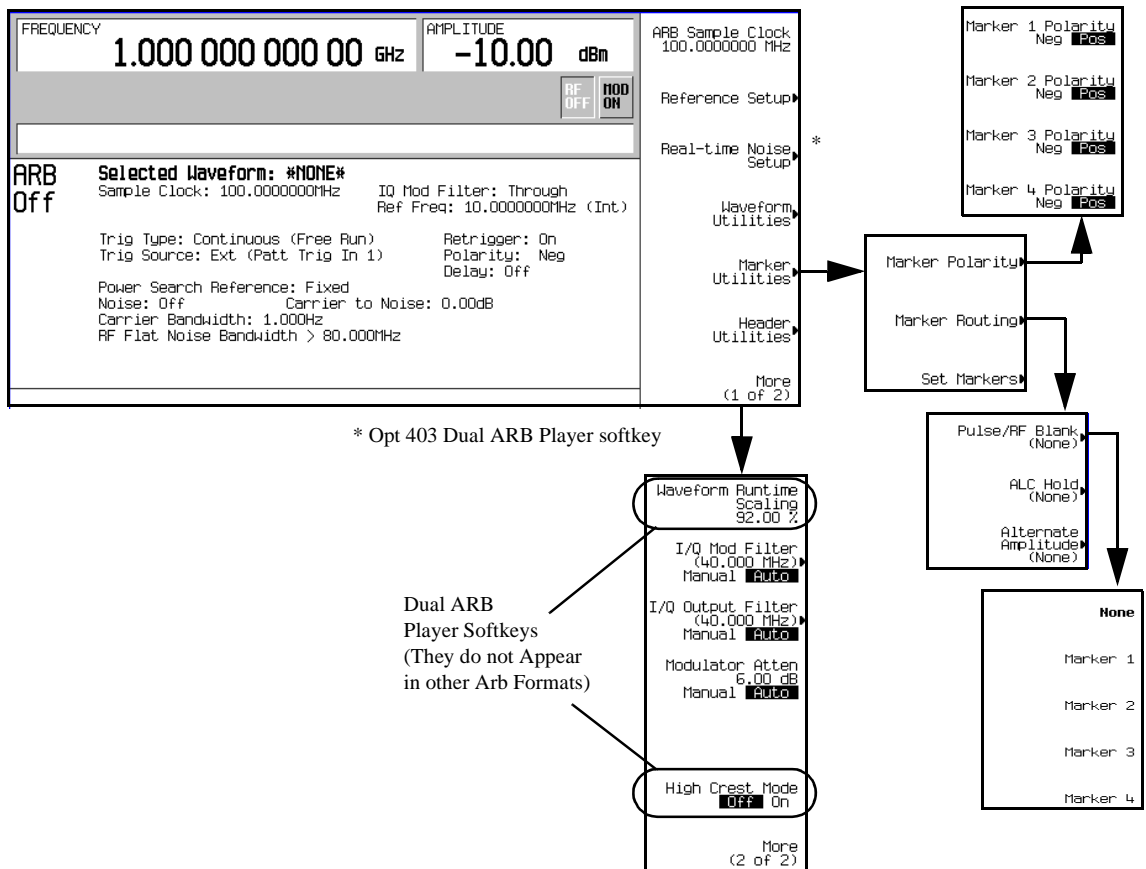 FREQUENCY
1.000 000 000 00 GHz
AMPLITUDE
-10.00 dBm
RF OFF
MOD ON
ARB Off
Selected Waveform: *NONE*
Sample Clock: 100.0000000MHz IQ Mod Filter: Through
Ref Freq: 10.0000000MHz (Int)
Trig Type: Continuous (Free Run) Retrigger: On
Trig Source: Ext (Patt Trig In 1) Polarity: Neg
Delay: Off
Power Search Reference: Fixed
Noise: Off Carrier to Noise: 0.00dB
Carrier Bandwidth: 1.000Hz
RF Flat Noise Bandwidth > 80.000MHz
ARB Sample Clock
100.0000000 MHz
Reference Setup
Real-time Noise
Setup
*
Waveform
Utilities
Marker
Utilities
Header
Utilities
More
(1 of 2)
* Opt 403 Dual ARB Player softkey
Marker 1 Polarity
Neg Pos
Marker 2 Polarity
Neg Pos
Marker 3 Polarity
Neg Pos
Marker 4 Polarity
Neg Pos
Marker Polarity
Marker Routing
Set Markers
Pulse/RF Blank
(None)
ALC Hold
(None)
Alternate
Amplitude
(None)
None
Marker 1
Marker 2
Marker 3
Marker 4
Waveform Runtime
Scaling
92.00 %
I/Q Mod Filter
(40.000 MHz)
Manual Auto
I/Q Output Filter
(40.000 MHz)
Manual Auto
Modulator Atten
6.00 dB
Manual Auto
High Crest Mode
Off On
More
(2 of 2)
Dual ARB
Player Softkeys
(They do not Appear
in other Arb Formats)